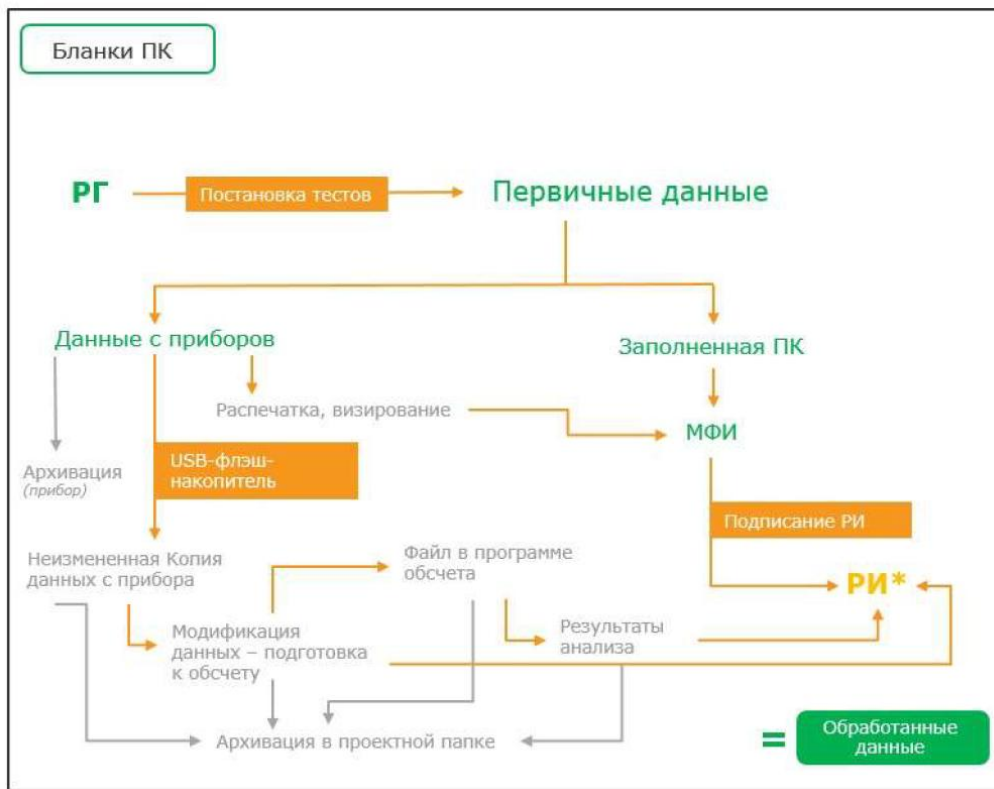 Бланки ПК
РГ
Постановка тестов
Первичные данные
Данные с приборов
Заполненная ПК
Распечатка, визирование
МФИ
USB-флэш-
накопитель
Архивация
(прибор)
Подписание РИ
Неизмененная Копия
данных с прибора
Файл в программе
обсчета
РИ*
Модификация
данных – подготовка
к обсчету
Результаты
анализа
Архивация в проектной папке
=
Обработанные
данные